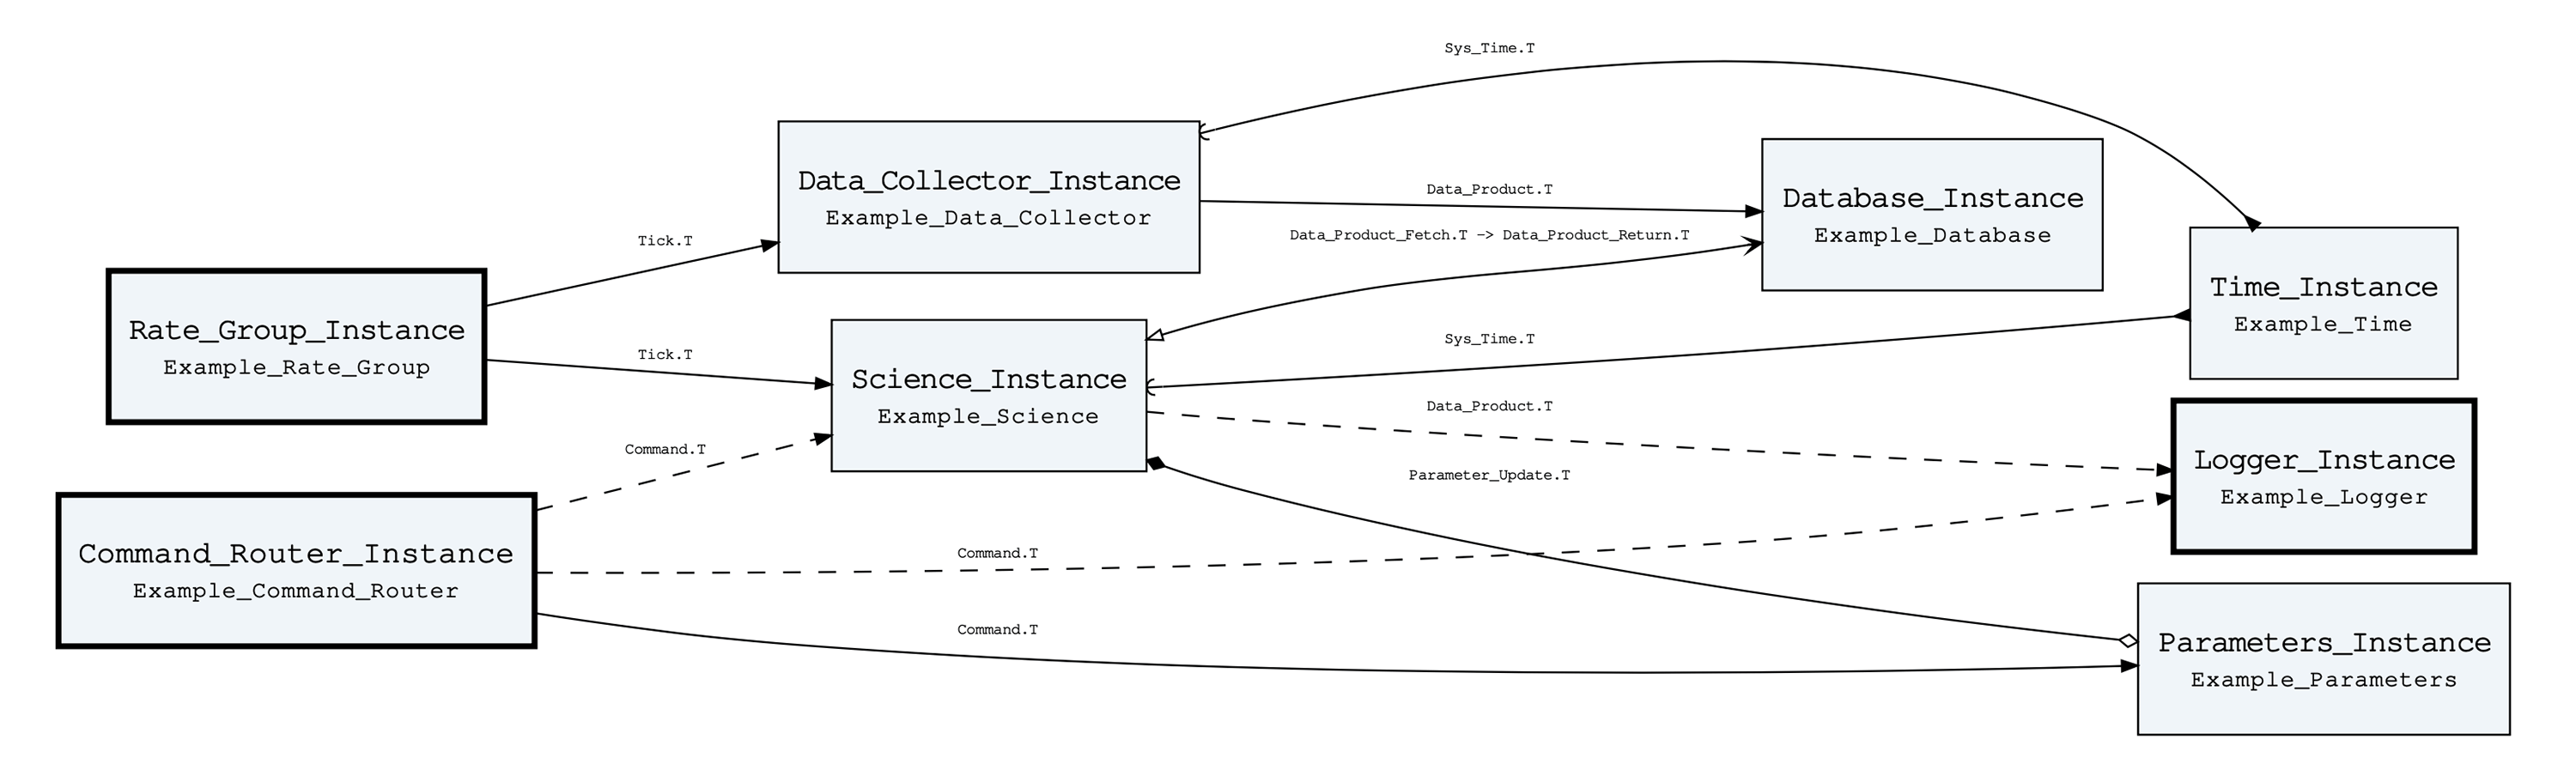 Sys_Time.T
Data_Collector_Instance
Example_Data_Collector
Data_Product.T
Database_Instance
Example_Database
Data_Product_Fetch.T -> Data_Product_Return.T
Tick.T
Time_Instance
Example_Time
Rate_Group_Instance
Example_Rate_Group
Tick.T
Sys_Time.T
Science_Instance
Example_Science
Data_Product.T
Command.T
Logger_Instance
Example_Logger
Parameter_Update.T
Command_Router_Instance
Example_Command_Router
Command.T
Command.T
Parameters_Instance
Example_Parameters